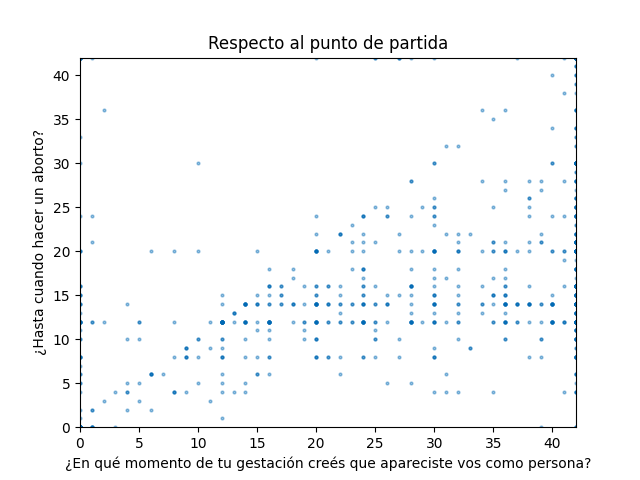 Respecto al punto de partida
¿Hasta cuando hacer un aborto?
40
35
30
25
20
15
10
5
0
0 5 10 15 20 25 30 35 40
¿En qué momento de tu gestación creés que apareciste vos como persona?